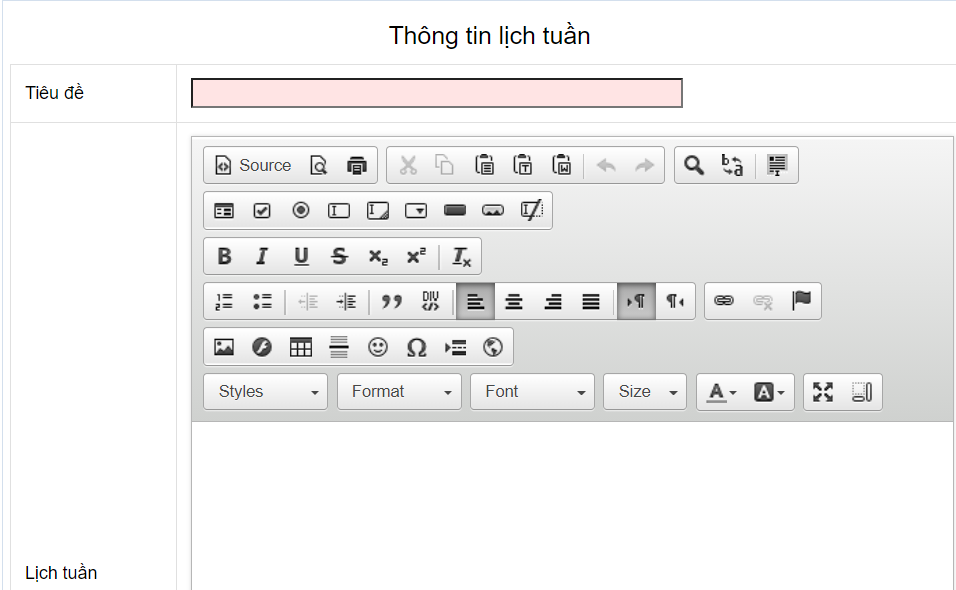 Thông tin lịch tuần
Tiêu đề
Source
Styles Format Font Size
Lịch tuần